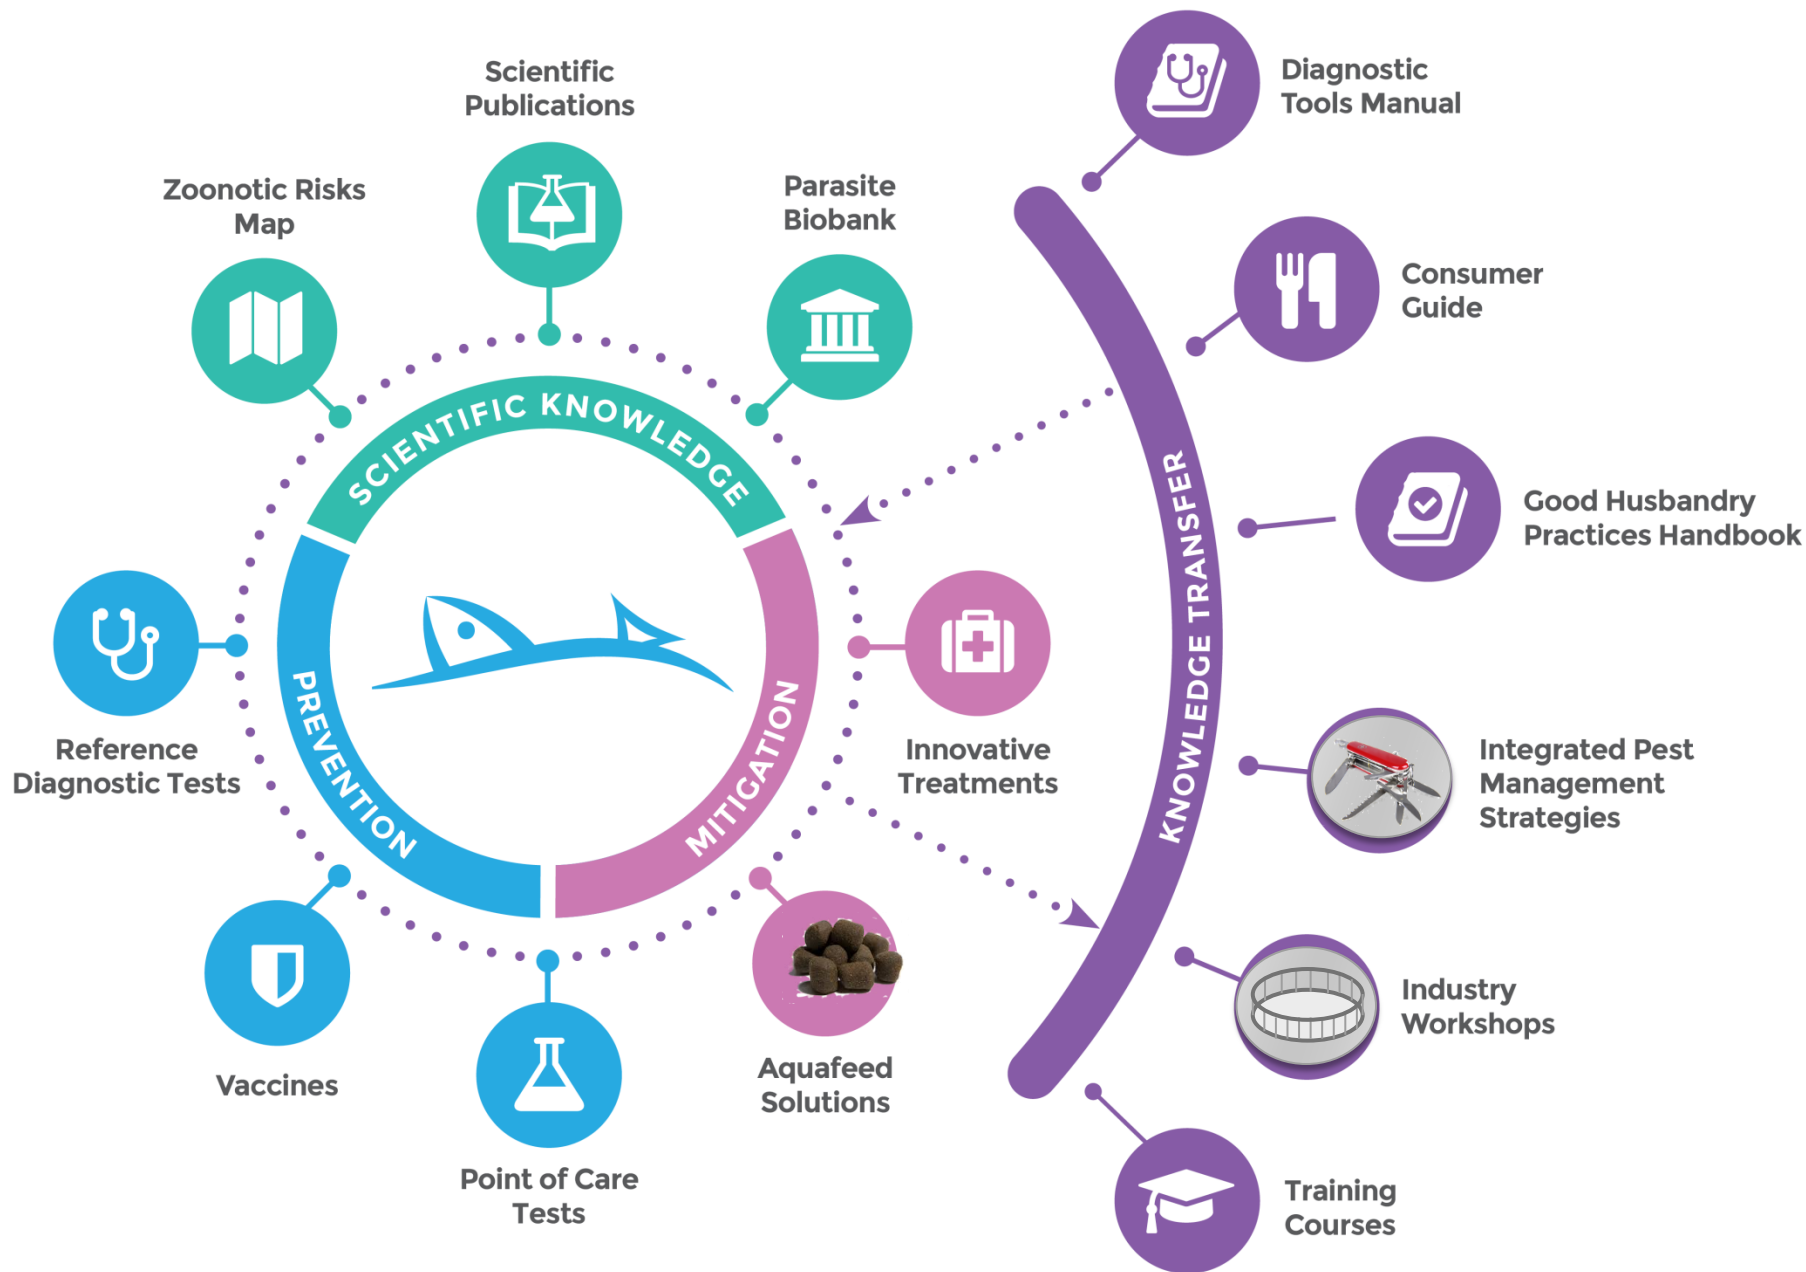 Scientific
Publications
Zoonotic Risks
Map
Parasite
Biobank
SCIENTIFIC KNOWLEDGE
PREVENTION
MITIGATION
Reference
Diagnostic Tests
Vaccines
Point of Care
Tests
Innovative
Treatments
Aquafeed
Solutions
KNOWLEDGE TRANSFER
Diagnostic
Tools Manual
Consumer
Guide
Good Husbandry
Practices Handbook
Integrated Pest
Management
Strategies
Industry
Workshops
Training
Courses